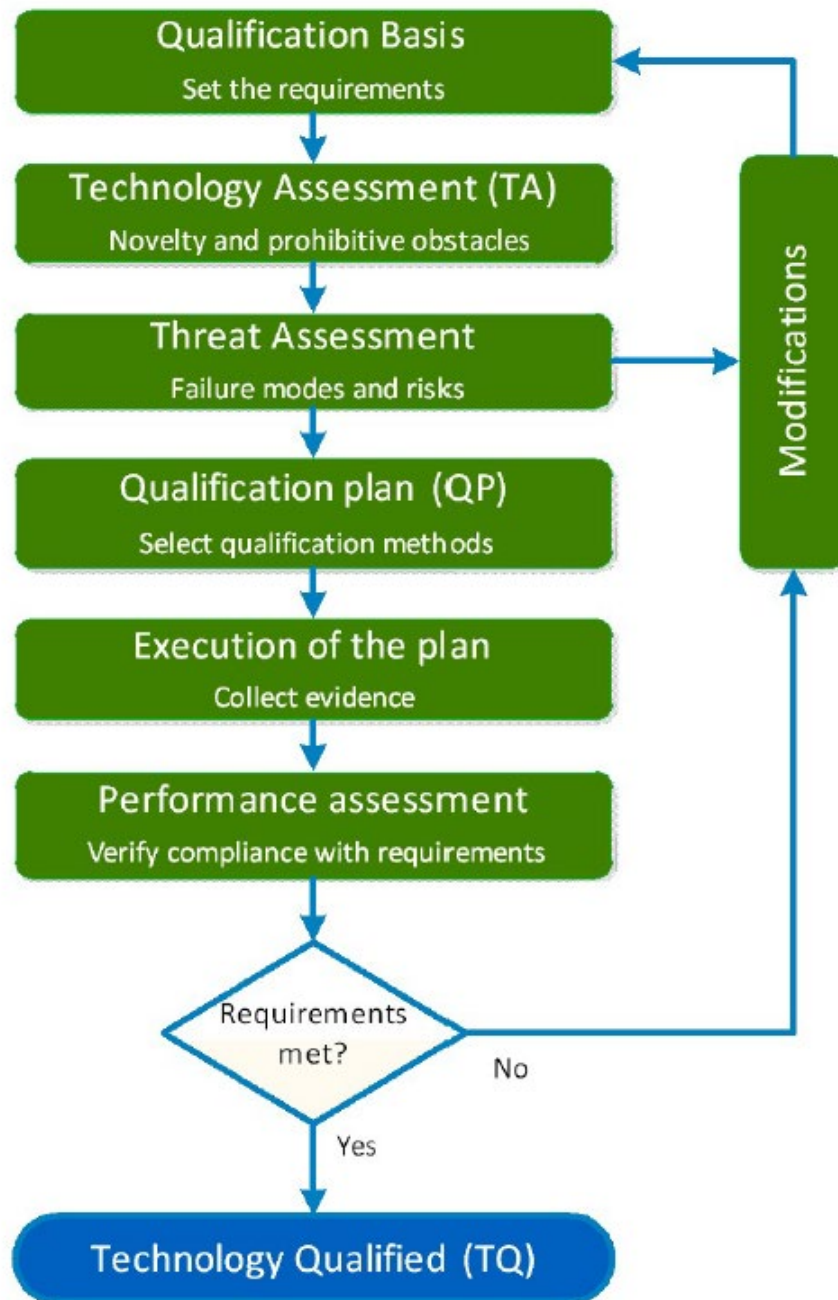 Qualification Basis
Set the requirements
Technology Assessment (TA)
Novelty and prohibitive obstacles
Threat Assessment
Failure modes and risks
Modifications
Qualification plan (QP)
Select qualification methods
Execution of the plan
Collect evidence
Performance assessment
Verify compliance with requirements
Requirements
met?
No
Yes
Technology Qualified (TQ)